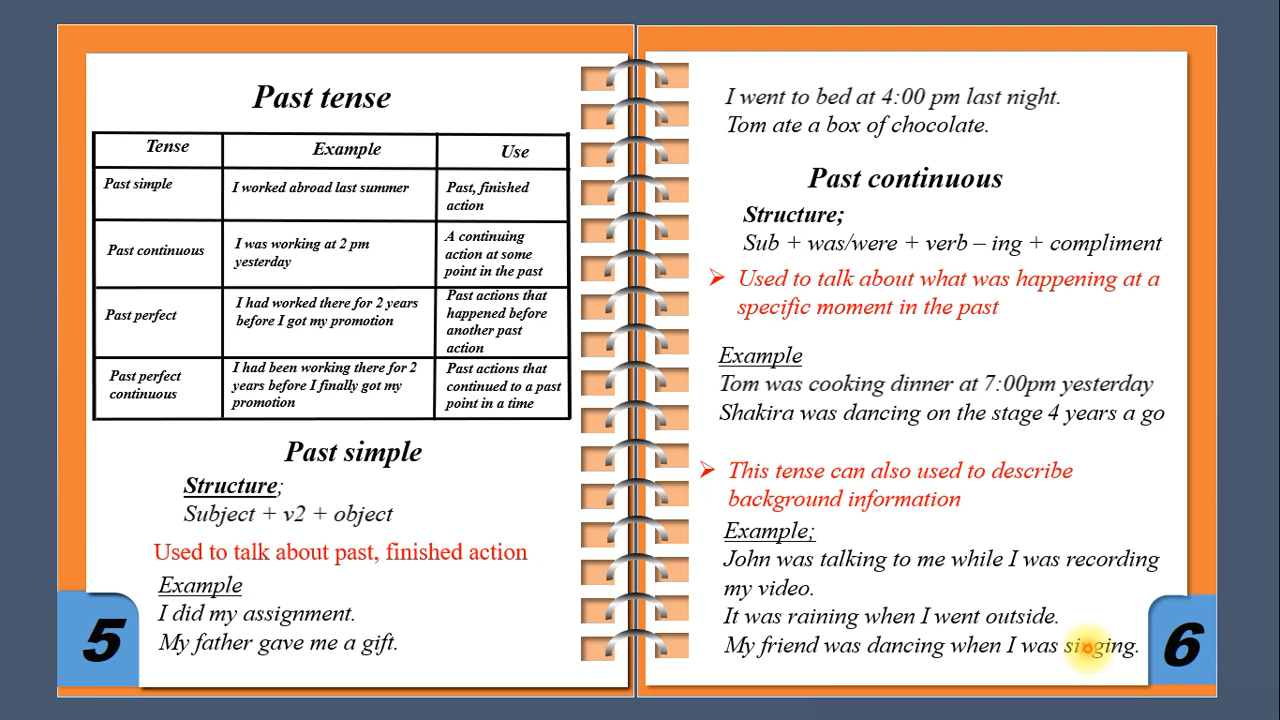 Past tense
Tense Example Use
Past simple I worked abroad last summer Past, finished
action
Past continuous I was working at 2 pm
yesterday A continuing
action at some
point in the past
Past perfect I had worked there for 2 years
before I got my promotion Past actions that
happened before
another past
action
Past perfect
continuous I had been working there for 2
years before I finally got my
promotion Past actions that
continued to a past
point in a time
Past simple
Structure;
Subject + v2 + object
Used to talk about past, finished action
Example
I did my assignment.
My father gave me a gift.
5
I went to bed at 4:00 pm last night.
Tom ate a box of chocolate.
Past continuous
Structure;
Sub + was/were + verb – ing + compliment
Used to talk about what was happening at a
specific moment in the past
Example
Tom was cooking dinner at 7:00pm yesterday
Shakira was dancing on the stage 4 years a go
This tense can also used to describe
background information
Example;
John was talking to me while I was recording
my video.
It was raining when I went outside.
My friend was dancing when I was singing.
6